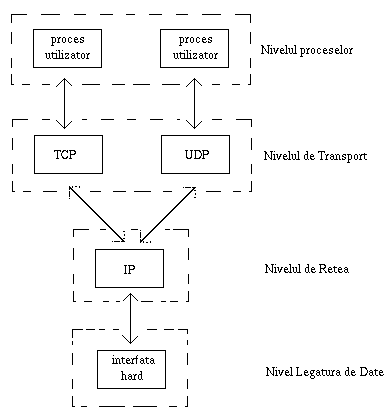 proces
utilizator
proces
utilizator
Nivelul proceselor
TCP
UDP
Nivelul de Transport
IP
Nivelul de Retea
interfata
hard
Nivel Legatura de Date